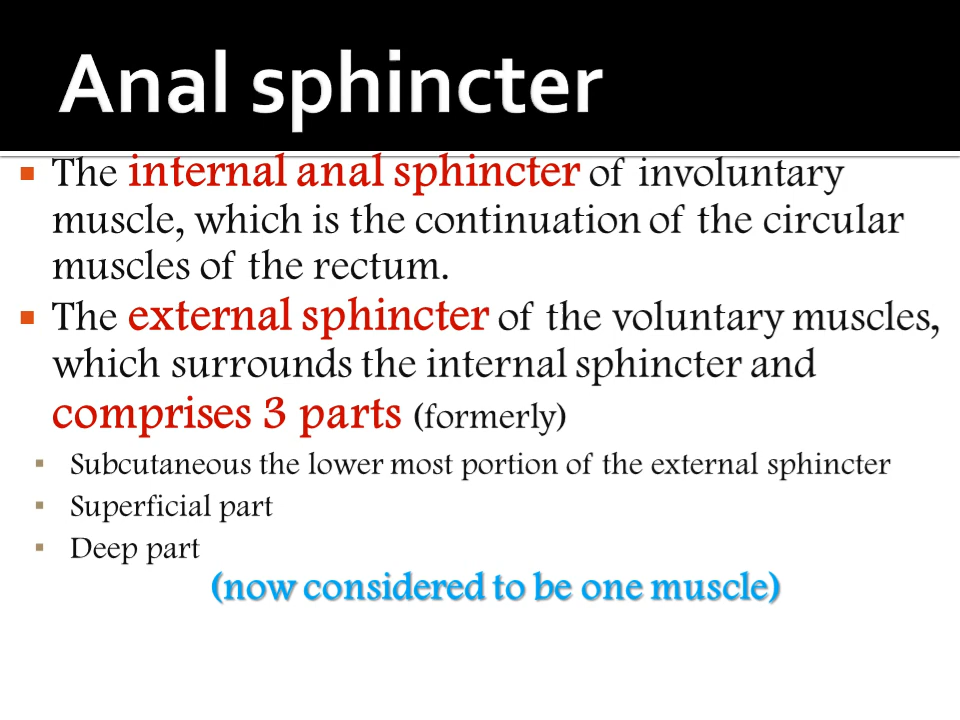 Anal sphincter
The internal anal sphincter of involuntary
muscle, which is the continuation of the circular
muscles of the rectum.
The external sphincter of the voluntary muscles,
which surrounds the internal sphincter and
comprises 3 parts (formerly)
Subcutaneous the lower most portion of the external sphincter
Superficial part
Deep part
(now considered to be one muscle)